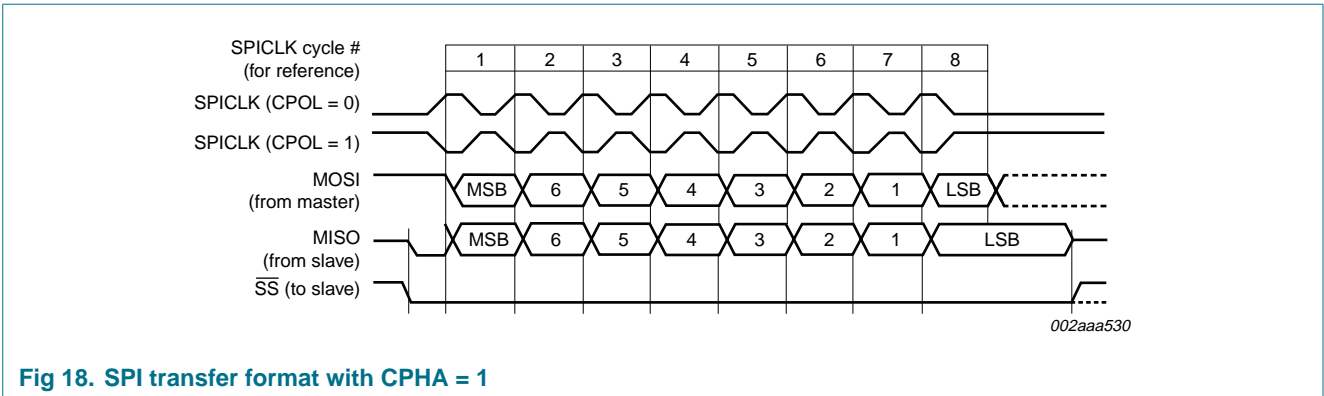 SPICLK cycle #
(for reference)
1 2 3 4 5 6 7 8
SPICLK (CPOL = 0)
SPICLK (CPOL = 1)
MOSI
(from master)
MSB 6 5 4 3 2 1 LSB
MISO
(from slave)
MSB 6 5 4 3 2 1 LSB
S̅S̅ (to slave)
002aaa530
Fig 18. SPI transfer format with CPHA = 1